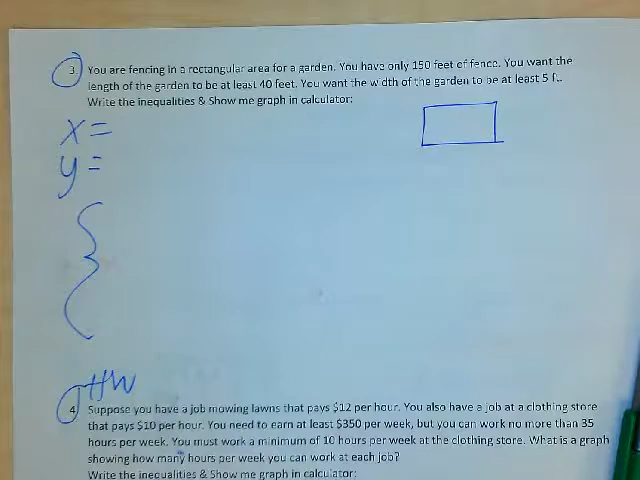 3 You are fencing in a rectangular area for a garden. You have only 150 feet of fence. You want the
length of the garden to be at least 40 feet. You want the width of the garden to be at least 5 f..
Write the inequalities & Show me graph in calculator:
x =
y =
{
HW
4 Suppose you have a job mowing lawns that pays $12 per hour. You also have a job at a clothing store
that pays $10 per hour. You need to earn at least $350 per week, but you can work no more than 35
hours per week. You must work a minimum of 10 hours per week at the clothing store. What is a graph
showing how many hours per week you can work at each job?
Write the inequalities & Show me graph in calculator: